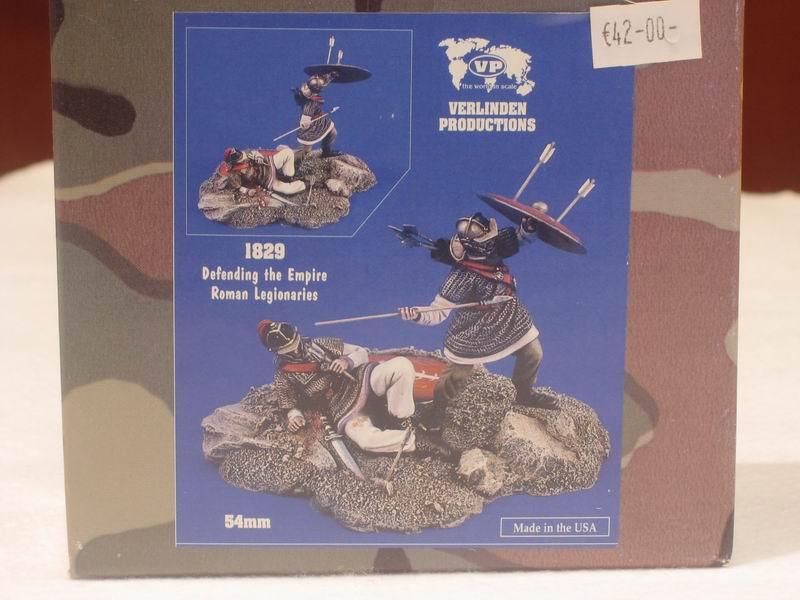 €42-00-
VP
the world in scale
VERLINDEN
PRODUCTIONS
1829
Defending the Empire
Roman Legionaries
54mm
Made in the USA